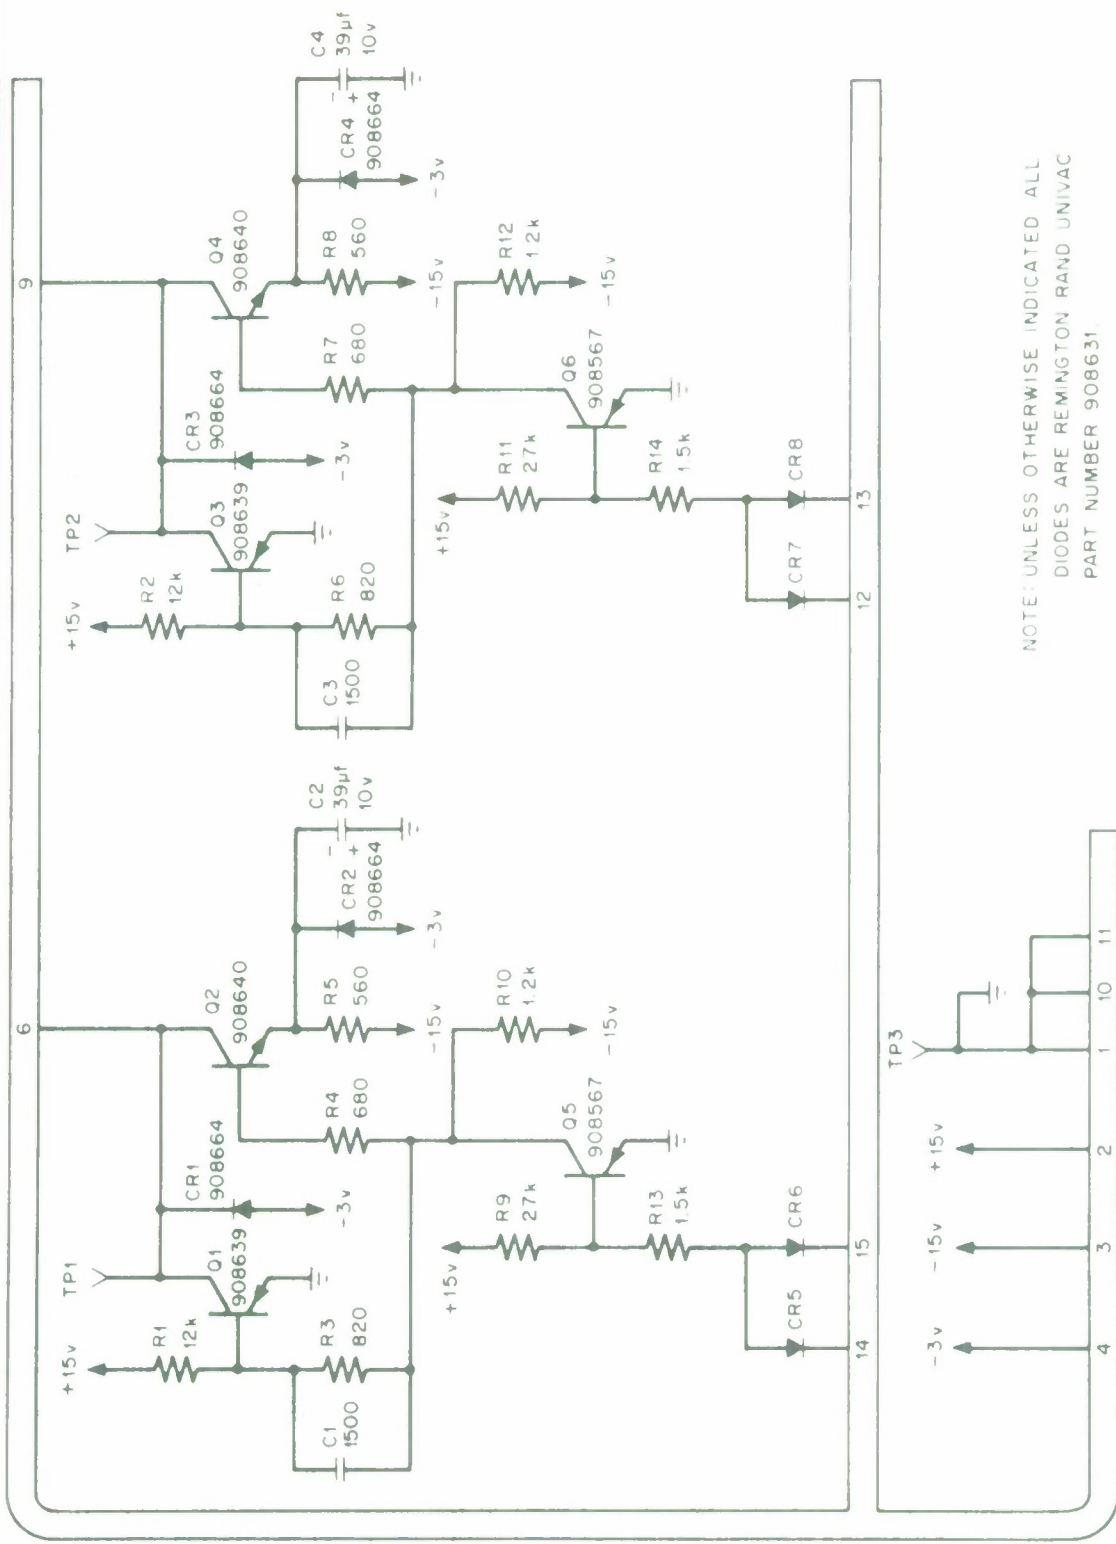 6
9
TP1
TP2
+15v
R1
12k
Q1
908639
CR1
908664
-3v
Q2
908640
C1
1500
R3
820
R4
680
R5
560
-15v
CR2
908664
-3v
C2
39µf
10v
- +
+15v
R2
12k
Q3
908639
CR3
908664
-3v
Q4
908640
C3
1500
R6
820
R7
680
R8
560
-15v
CR4
908664
-3v
C4
39µf
10v
- +
+15v
R9
27k
Q5
908567
R10
1.2k
-15v
R13
1.5k
CR5
CR6
14
15
+15v
R11
27k
Q6
908567
R12
1.2k
-15v
R14
1.5k
CR7
CR8
12
13
-3v
-15v
+15v
TP3
4
3
2
1
10
11
NOTE: UNLESS OTHERWISE INDICATED ALL
DIODES ARE REMINGTON RAND UNIVAC
PART NUMBER 908631.